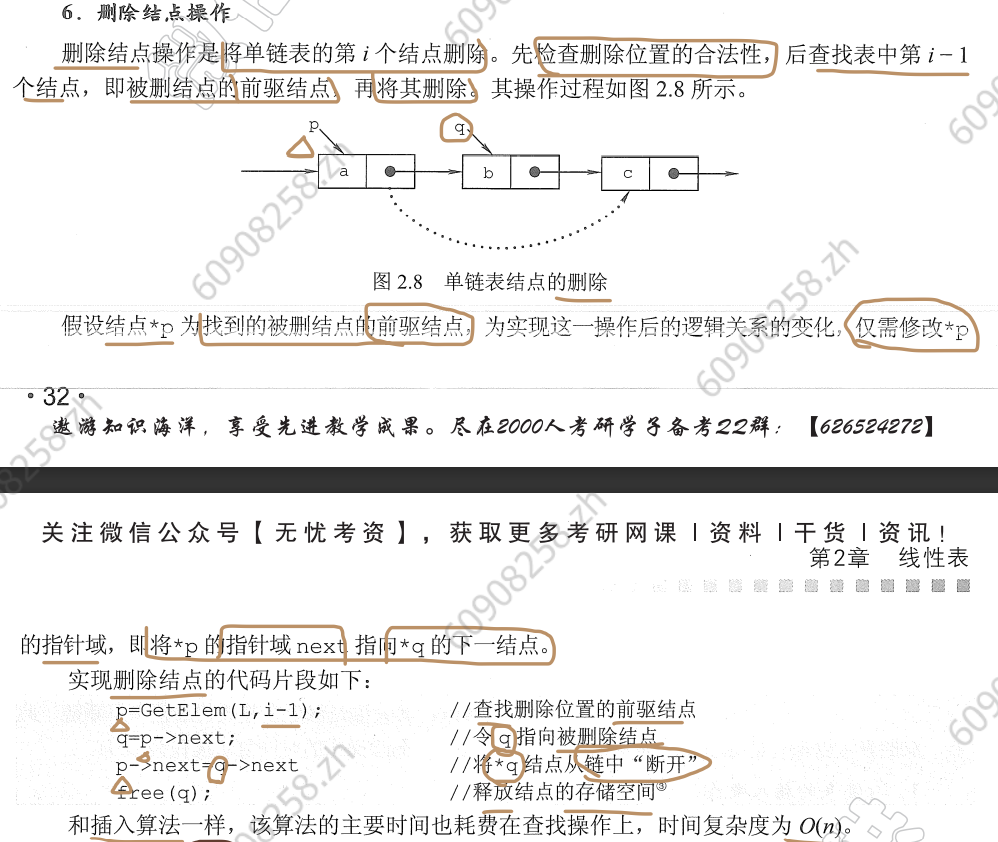 6. 删除结点操作
删除结点操作是将单链表的第 i 个结点删除。先检查删除位置的合法性，后查找表中第 i－1
个结点，即被删结点的前驱结点，再将其删除。其操作过程如图 2.8 所示。
p q
a b c
图 2.8 单链表结点的删除
假设结点*p 为找到的被删结点的前驱结点，为实现这一操作后的逻辑关系的变化，仅需修改*p
·32·
遨游知识海洋，享受先进教学成果。尽在2000人考研学子备考QQ群：【626524272】
关注微信公众号【无忧考资】，获取更多考研网课｜资料｜干货｜资讯！
第2章 线性表
的指针域，即将*p 的指针域 next 指向*q 的下一结点。
实现删除结点的代码片段如下：
p=GetElem(L,i-1); //查找删除位置的前驱结点
q=p->next; //令 q 指向被删除结点
p->next=q->next //将*q 结点从链中“断开”
free(q); //释放结点的存储空间③
和插入算法一样，该算法的主要时间也耗费在查找操作上，时间复杂度为 O(n)。
60908258.zh
60908258.zh
60908258.zh
60908258.zh